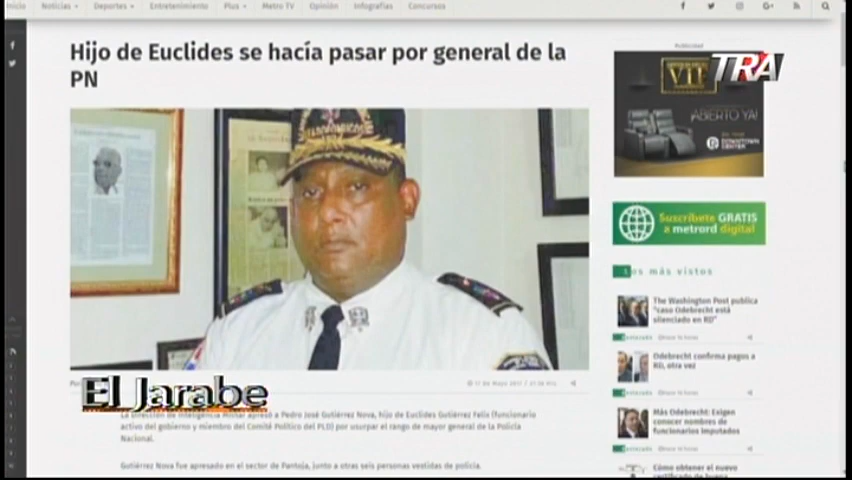 Inicio Noticias Deportes Entretenimiento Plus Metro TV Opinión Infografías Concursos
Hijo de Euclides se hacía pasar por general de la
PN
Publicidad
VIP
TRA
¡ABIERTO YA!
DOWNTOWN
CENTER
Suscríbete GRATIS
a metrord digital
os más vistos
The Washington Post publica
"caso Odebrecht está
silenciado en RD"
Odebrecht confirma pagos a
RD, otra vez
Más Odebrecht: Exigen
conocer nombres de
funcionarios imputados
Cómo obtener el nuevo
El Jarabe
La Dirección de Inteligencia Militar apresó a Pedro José Gutiérrez Nova, hijo de Euclides Gutiérrez Félix (funcionario
activo del gobierno y miembro del Comité Político del PLD) por usurpar el rango de mayor general de la Policía
Nacional.
Gutiérrez Nova fue apresado en el sector de Pantoja, junto a otras seis personas vestidas de policía.